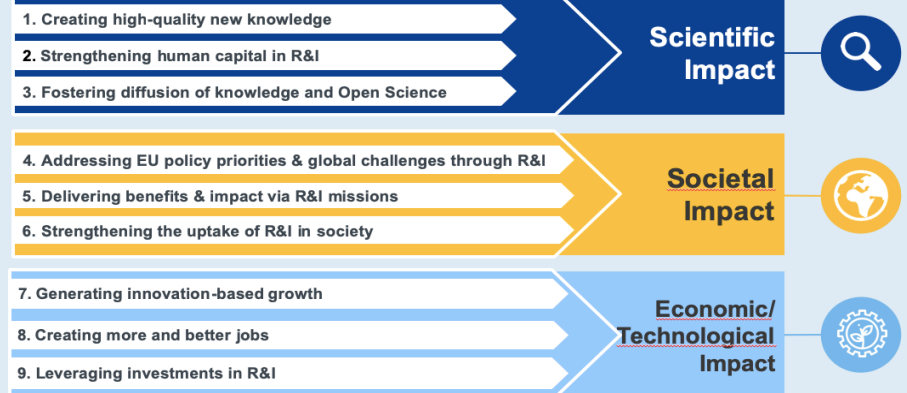 1. Creating high-quality new knowledge
2. Strengthening human capital in R&I
3. Fostering diffusion of knowledge and Open Science
Scientific
Impact
4. Addressing EU policy priorities & global challenges through R&I
5. Delivering benefits & impact via R&I missions
6. Strengthening the uptake of R&I in society
Societal
Impact
7. Generating innovation-based growth
8. Creating more and better jobs
9. Leveraging investments in R&I
Economic/
Technological
Impact